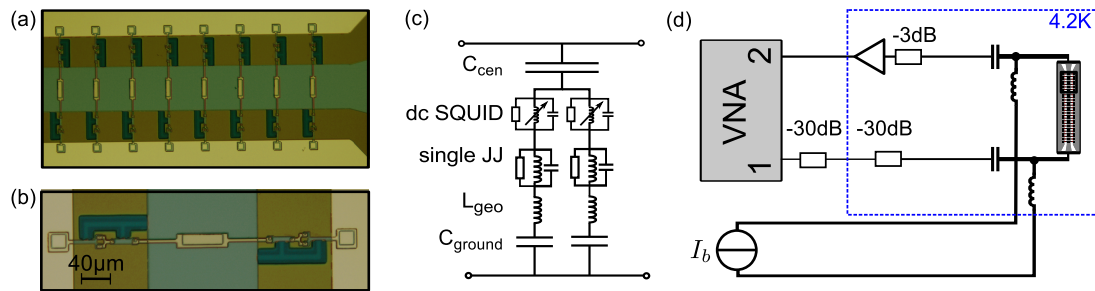 (a)
(b)
40μm
(c)
C_cen
dc SQUID
single JJ
L_geo
C_ground
(d)
4.2K
-3dB
2
VNA
-30dB
-30dB
1
I_b